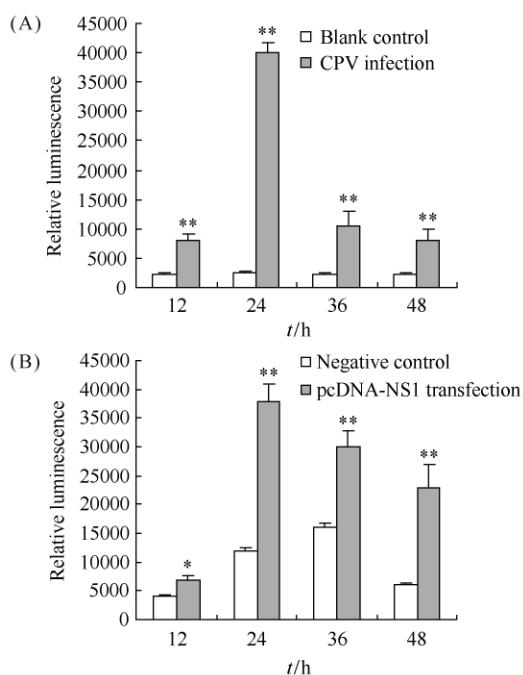 (A)
Blank control
CPV infection
Relative luminescence
45000
40000
35000
30000
25000
20000
15000
10000
5000
0
**
**
**
**
12 24 36 48
t/h
(B)
Negative control
pcDNA-NS1 transfection
Relative luminescence
45000
40000
35000
30000
25000
20000
15000
10000
5000
0
*
**
**
**
12 24 36 48
t/h